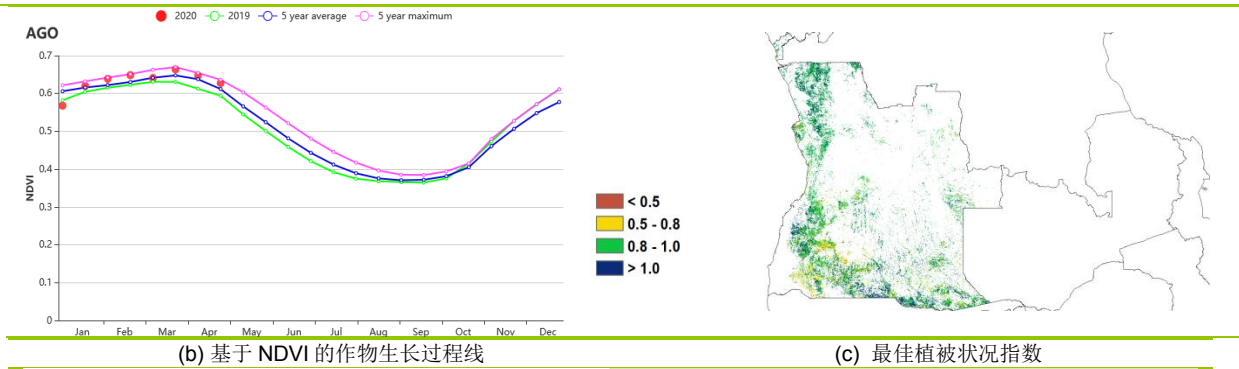 2020 2019 5 year average 5 year maximum
AGO
0.7
0.6
0.5
0.4
0.3
0.2
0.1
0
NDVI
Jan Feb Mar Apr May Jun Jul Aug Sep Oct Nov Dec
< 0.5
0.5 - 0.8
0.8 - 1.0
> 1.0
(b) 基于 NDVI 的作物生长过程线
(c) 最佳植被状况指数